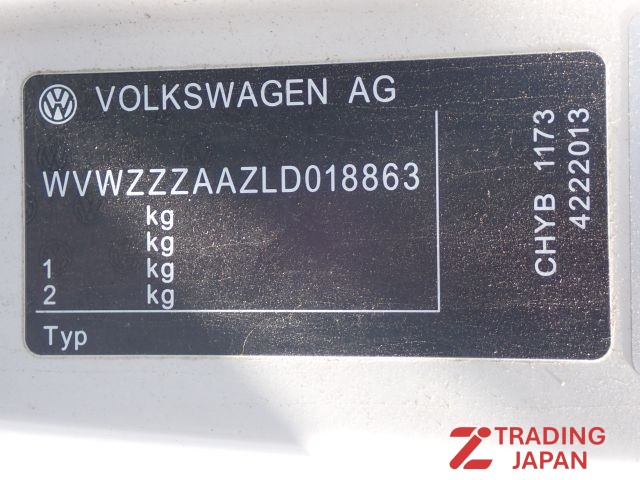 VOLKSWAGEN AG
WVWZZZAAZLD018863
kg
kg
1 kg
2 kg
Typ
CHYB 1173
4222013
TRADING
JAPAN